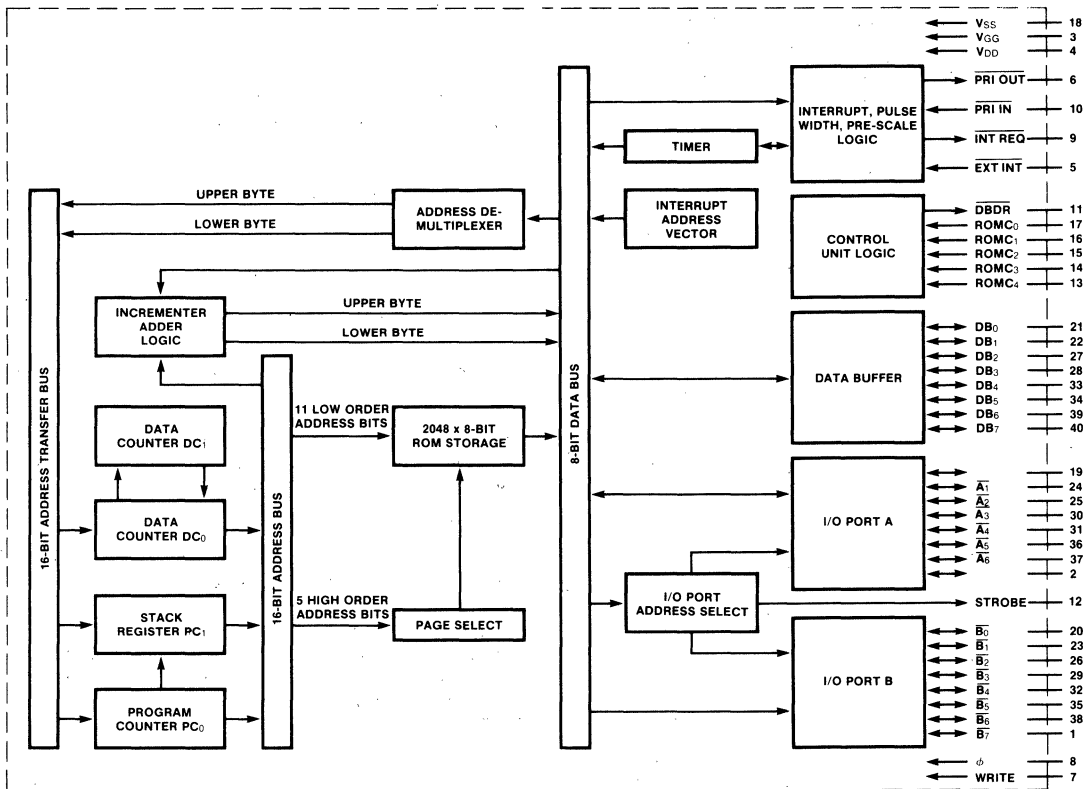 VSS 18
VGG 3
VDD 4
PRI OUT 6
PRI IN 10
INT REQ 9
EXT INT 5
INTERRUPT, PULSE
WIDTH, PRE-SCALE
LOGIC
TIMER
UPPER BYTE
LOWER BYTE
ADDRESS DE-
MULTIPLEXER
INTERRUPT
ADDRESS
VECTOR
CONTROL
UNIT LOGIC
DBDR 11
ROMC0 17
ROMC1 16
ROMC2 15
ROMC3 14
ROMC4 13
INCREMENTER
ADDER
LOGIC
UPPER BYTE
LOWER BYTE
DATA BUFFER
DB0 21
DB1 22
DB2 27
DB3 28
DB4 33
DB5 34
DB6 39
DB7 40
16-BIT ADDRESS TRANSFER BUS
16-BIT ADDRESS BUS
8-BIT DATA BUS
DATA
COUNTER DC1
11 LOW ORDER
ADDRESS BITS
2048 x 8-BIT
ROM STORAGE
DATA
COUNTER DC0
I/O PORT A
19
A1 24
A2 25
A3 30
A4 31
A5 36
A6 37
2
STACK
REGISTER PC1
5 HIGH ORDER
ADDRESS BITS
PAGE SELECT
I/O PORT
ADDRESS SELECT
STROBE 12
PROGRAM
COUNTER PC0
I/O PORT B
B0 20
B1 23
B2 26
B3 29
B4 32
B5 35
B6 38
B7 1
ϕ 8
WRITE 7